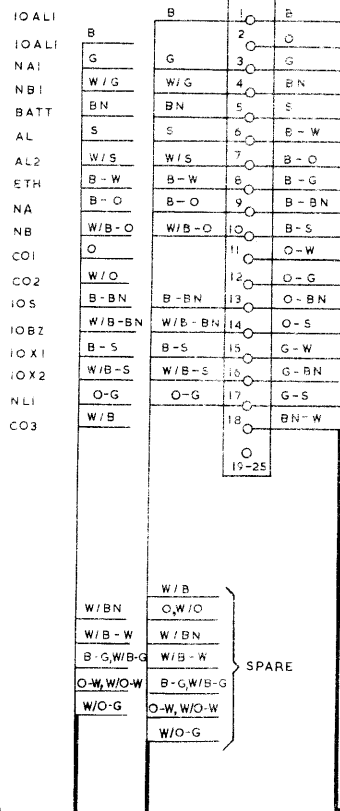 IOALI B 1 B
IOALI B 2 O
NAI G G 3 G
NBI W/G W/G 4 BN
BATT BN BN 5 S
AL S S 6 B-W
AL2 W/S W/S 7 B-O
ETH B-W B-W 8 B-G
NA B-O B-O 9 B-BN
NB W/B-O W/B-O 10 B-S
COI O 11 O-W
CO2 W/O 12 O-G
IOS B-BN B-BN 13 O-BN
IOBZ W/B-BN W/B-BN 14 O-S
IOXI B-S B-S 15 G-W
IOX2 W/B-S W/B-S 16 G-BN
NLI O-G O-G 17 G-S
CO3 W/B 18 BN-W
19-25
W/B
W/BN O,W/O
W/B-W W/BN
B-G,W/B-G W/B-W SPARE
O-W,W/O-W B-G,W/B-G
W/O-G O-W,W/O-W
W/O-G